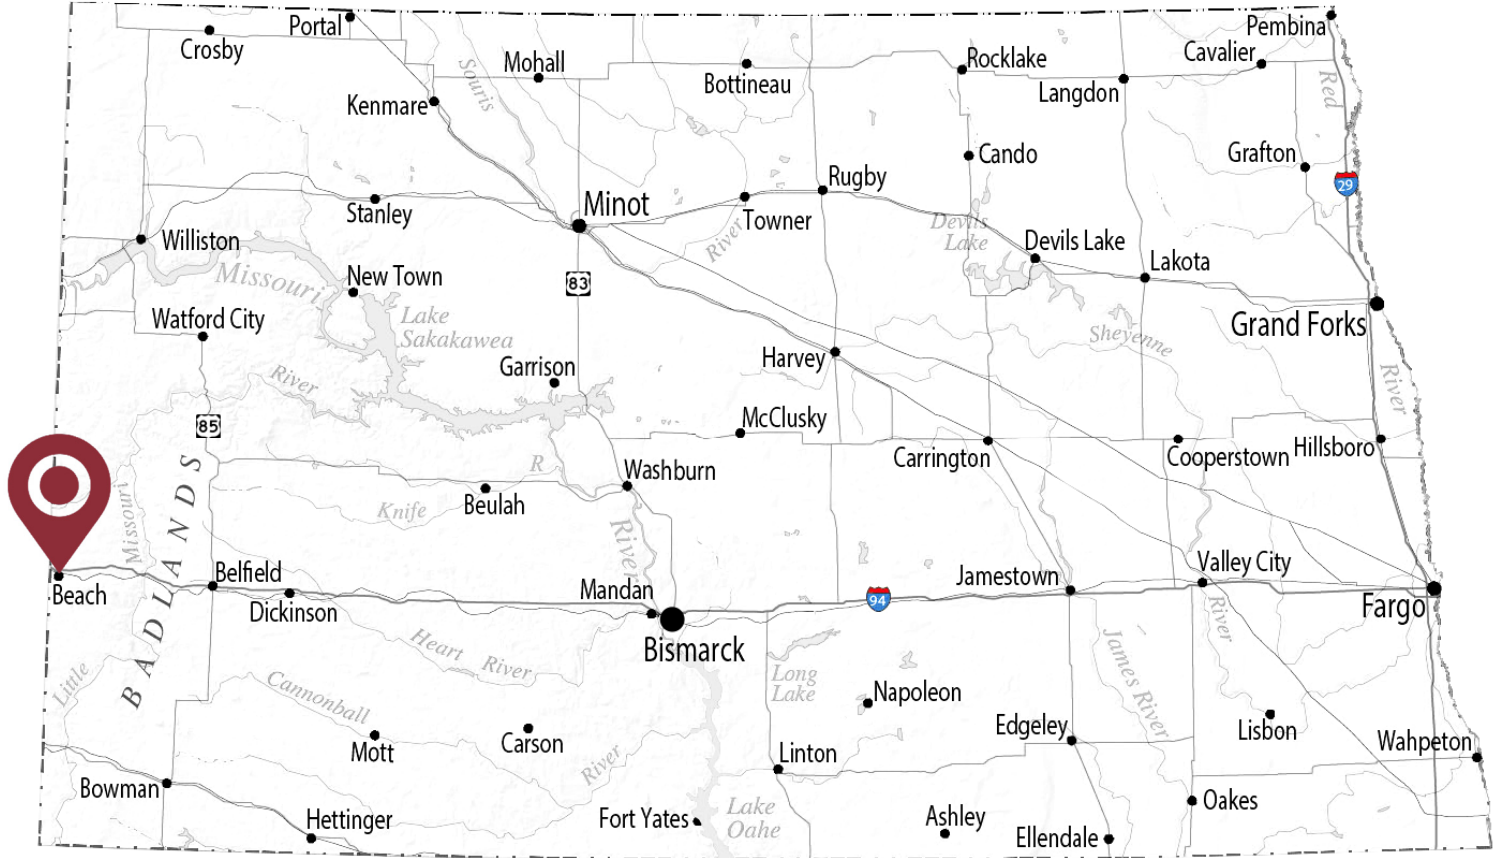 Portal
Pembina
Crosby
Mohall
Bottineau
Rocklake
Cavalier
Langdon
Kenmare
Souris
Red
Cando
Grafton
29
Stanley
Minot
Rugby
Towner
River
Devils
Lake
Devils Lake
Lakota
Williston
Missouri
New Town
83
Grand Forks
Watford City
Lake
Sakakawea
Sheyenne
Garrison
Harvey
River
River
85
McClusky
Carrington
Cooperstown
Hillsboro
Washburn
R
Beulah
Knife
Missouri
BADLANDS
River
Beach
Belfield
Dickinson
Mandan
Bismarck
94
Jamestown
Valley City
Fargo
River
Heart River
Little
Cannonball
Long
Lake
Napoleon
James River
Edgeley
Lisbon
Wahpeton
Mott
Carson
River
Linton
Bowman
Hettinger
Fort Yates
Lake
Oahe
Ashley
Oakes
Ellendale